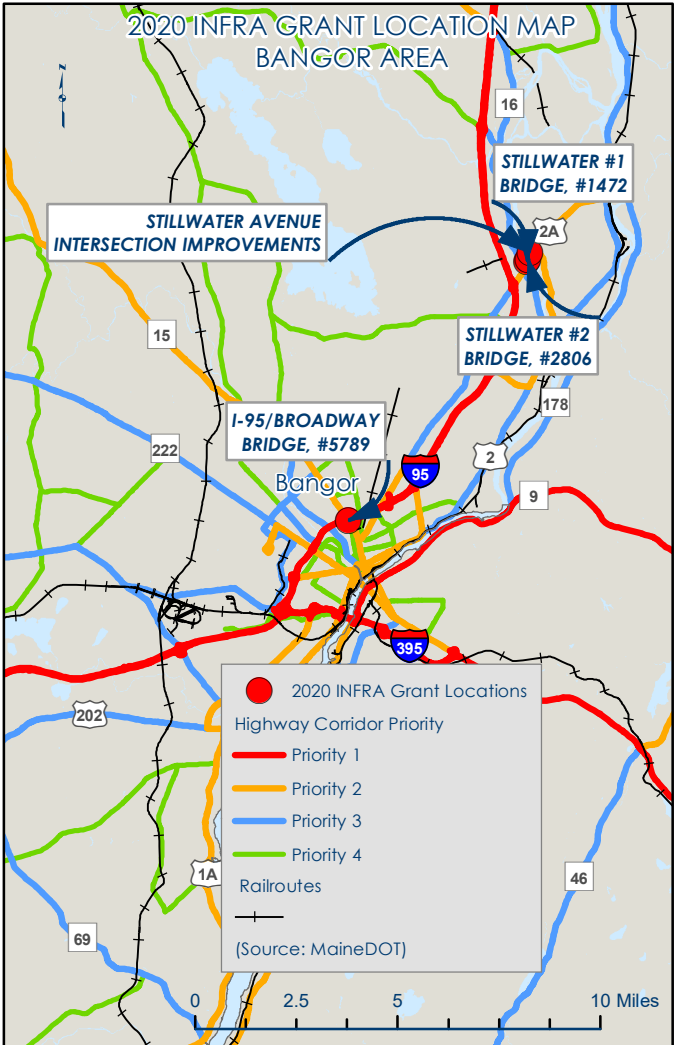 2020 INFRA GRANT LOCATION MAP
BANGOR AREA
N
16
STILLWATER #1
BRIDGE, #1472
STILLWATER AVENUE
INTERSECTION IMPROVEMENTS
2A
STILLWATER #2
BRIDGE, #2806
15
178
I-95/BROADWAY
BRIDGE, #5789
222
2
95
Bangor
9
395
2020 INFRA Grant Locations
Highway Corridor Priority
202
Priority 1
Priority 2
Priority 3
Priority 4
1A
46
Railroutes
69
(Source: MaineDOT)
0 2.5 5 10 Miles